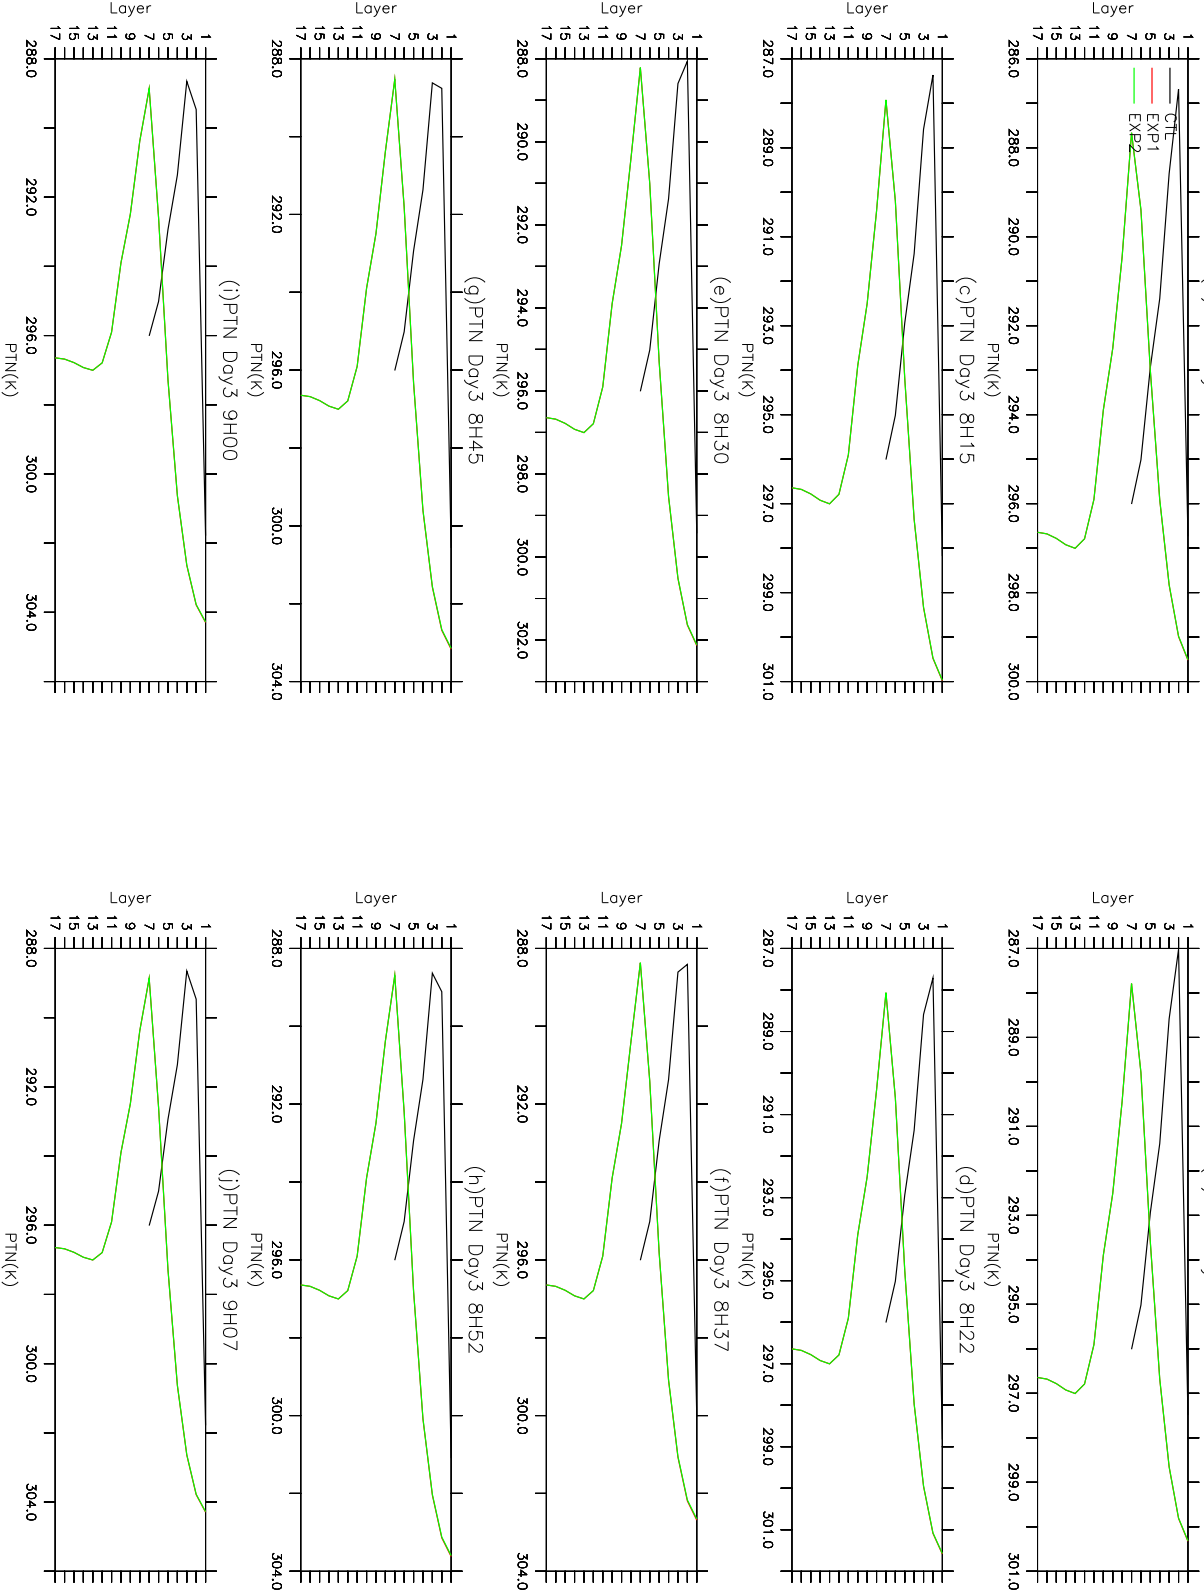 CTL
EXP1
EXP2
Layer
1 3 5 7 9 11 13 15 17
286.0 288.0 290.0 292.0 294.0 296.0 298.0 300.0
PTN(K)
Layer
1 3 5 7 9 11 13 15 17
287.0 289.0 291.0 293.0 295.0 297.0 299.0 301.0
PTN(K)
(c)PTN Day3 8H15
Layer
1 3 5 7 9 11 13 15 17
287.0 289.0 291.0 293.0 295.0 297.0 299.0 301.0
PTN(K)
(d)PTN Day3 8H22
Layer
1 3 5 7 9 11 13 15 17
287.0 289.0 291.0 293.0 295.0 297.0 299.0 301.0
PTN(K)
(e)PTN Day3 8H30
Layer
1 3 5 7 9 11 13 15 17
288.0 290.0 292.0 294.0 296.0 298.0 300.0 302.0
PTN(K)
(f)PTN Day3 8H37
Layer
1 3 5 7 9 11 13 15 17
288.0 292.0 296.0 300.0 304.0
PTN(K)
(g)PTN Day3 8H45
Layer
1 3 5 7 9 11 13 15 17
288.0 292.0 296.0 300.0 304.0
PTN(K)
(h)PTN Day3 8H52
Layer
1 3 5 7 9 11 13 15 17
288.0 292.0 296.0 300.0 304.0
PTN(K)
(i)PTN Day3 9H00
Layer
1 3 5 7 9 11 13 15 17
288.0 292.0 296.0 300.0 304.0
PTN(K)
(j)PTN Day3 9H07
Layer
1 3 5 7 9 11 13 15 17
288.0 292.0 296.0 300.0 304.0
PTN(K)